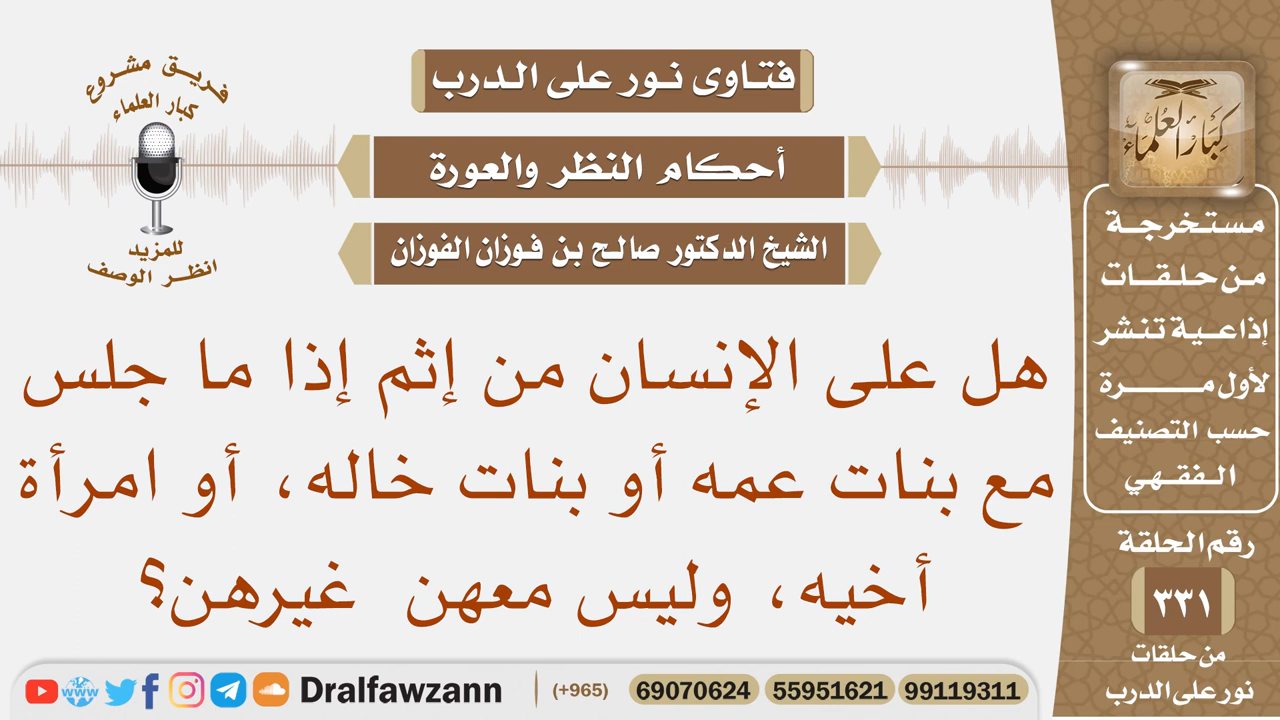 فتاوى نور على الدرب
أحكام النظر والعورة
الشيخ الدكتور صالح بن فوزان الفوزان
فريق مشروع
كبار العلماء
للمزيد
انظر الوصف
هل على الإنسان من إثم إذا ما جلس
مع بنات عمه أو بنات خاله، أو امرأة
أخيه، وليس معهن غيرهن؟
كبار العلماء
مستخرجة
من حلقات
إذاعية تنشر
لأول مرة
حسب التصنيف
الفقهي
رقم الحلقة
٣٣١
من حلقات
نور على الدرب
www Dralfawzann (+965) 69070624 55951621 99119311